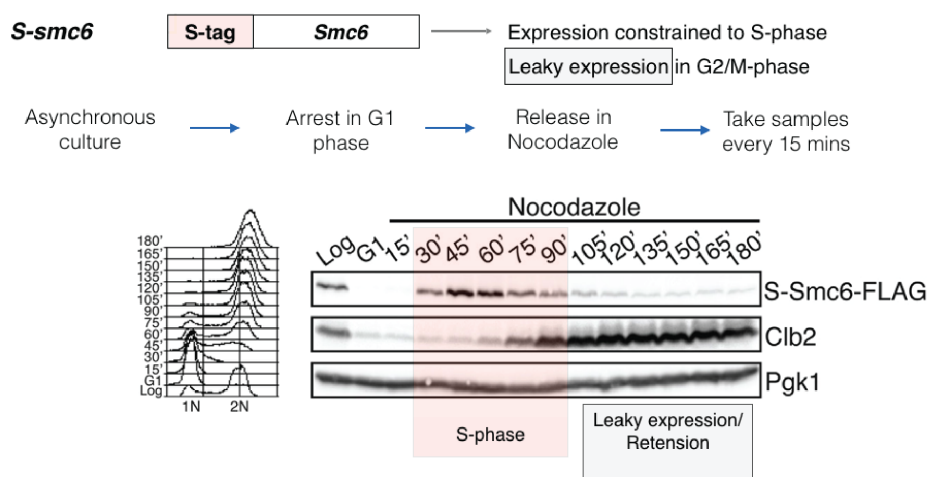 S-smc6
S-tag
Smc6
Expression constrained to S-phase
Leaky expression in G2/M-phase
Asynchronous
culture
Arrest in G1
phase
Release in
Nocodazole
Take samples
every 15 mins
Nocodazole
Log G1 15' 30' 45' 60' 75' 90' 105' 120' 135' 150' 165' 180'
S-Smc6-FLAG
Clb2
Pgk1
180'
165'
150'
135'
120'
105'
90'
75'
60'
45'
30'
15'
G1
Log
1N 2N
S-phase
Leaky expression/
Retension